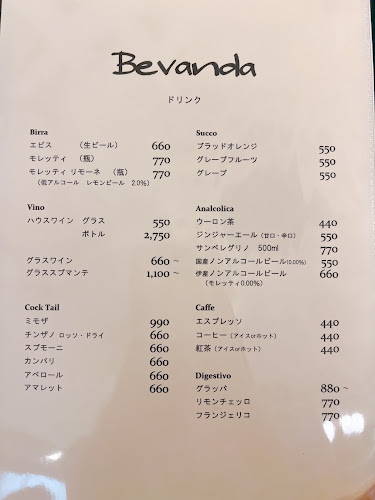 Bevanda
ドリンク
Birra
エビス （生ビール） 660
モレッティ （瓶） 770
モレッティ リモーネ （瓶） 770
（低アルコール レモンビール 2.0%）
Vino
ハウスワイン グラス 550
ボトル 2,750
グラスワイン 660～
グラススプマンテ 1,100～
Cock Tail
ミモザ 990
チンザノ ロッソ・ドライ 660
スプモーニ 660
カンパリ 660
アペロール 660
アマレット 660
Succo
ブラッドオレンジ 550
グレープフルーツ 550
グレープ 550
Analcolica
ウーロン茶 440
ジンジャーエール（甘口・辛口） 550
サンペレグリノ 500ml 770
国産ノンアルコールビール(0.00%) 550
伊産ノンアルコールビール 660
（モレッティ0.00%）
Caffe
エスプレッソ 440
コーヒー（アイスorホット） 440
紅茶（アイスorホット） 440
Digestivo
グラッパ 880～
リモンチェッロ 770
フランジェリコ 770